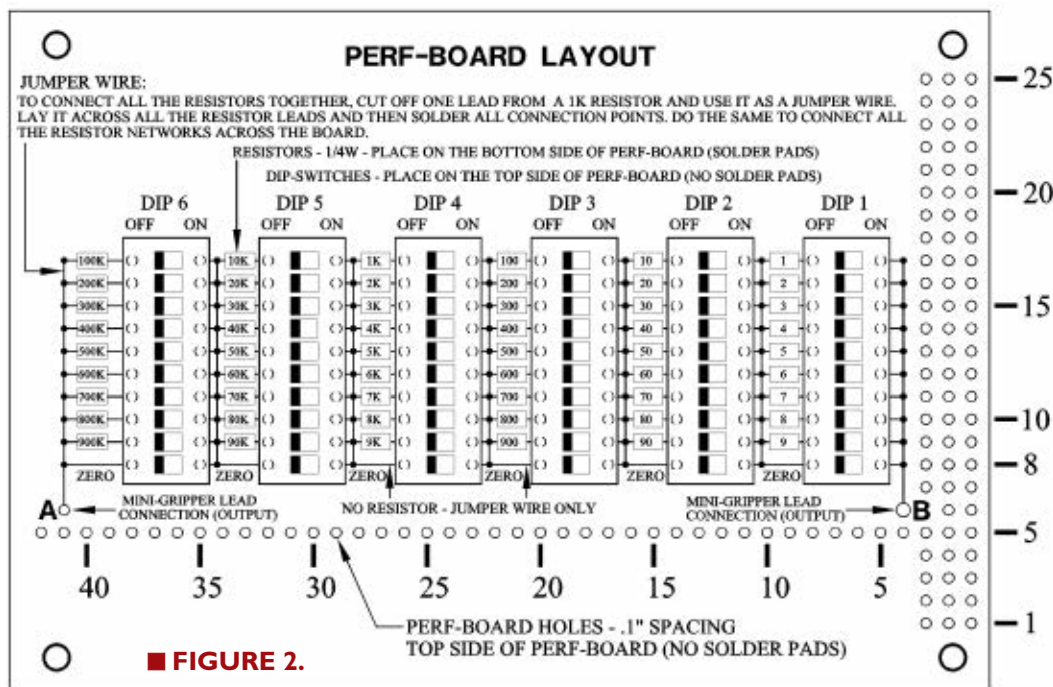 PERF-BOARD LAYOUT
JUMPER WIRE:
TO CONNECT ALL THE RESISTORS TOGETHER, CUT OFF ONE LEAD FROM A 1K RESISTOR AND USE IT AS A JUMPER WIRE.
LAY IT ACROSS ALL THE RESISTOR LEADS AND THEN SOLDER ALL CONNECTION POINTS. DO THE SAME TO CONNECT ALL
THE RESISTOR NETWORKS ACROSS THE BOARD.
RESISTORS - 1/4W - PLACE ON THE BOTTOM SIDE OF PERF-BOARD (SOLDER PADS)
DIP-SWITCHES - PLACE ON THE TOP SIDE OF PERF-BOARD (NO SOLDER PADS)
25
20
DIP 6 DIP 5 DIP 4 DIP 3 DIP 2 DIP 1
OFF ON OFF ON OFF ON OFF ON OFF ON OFF ON
100K 10K 1K 100 10 1
200K 20K 2K 200 20 2
300K 30K 3K 300 30 3
15
400K 40K 4K 400 40 4
500K 50K 5K 500 50 5
600K 60K 6K 600 60 6
700K 70K 7K 700 70 7
800K 80K 8K 800 80 8
10
900K 90K 9K 900 90 9
8
ZERO ZERO ZERO ZERO ZERO ZERO
A
MINI-GRIPPER LEAD
CONNECTION (OUTPUT)
NO RESISTOR - JUMPER WIRE ONLY
MINI-GRIPPER LEAD
CONNECTION (OUTPUT)
B
5
40 35 30 25 20 15 10 5
PERF-BOARD HOLES - .1" SPACING
TOP SIDE OF PERF-BOARD (NO SOLDER PADS)
1
FIGURE 2.